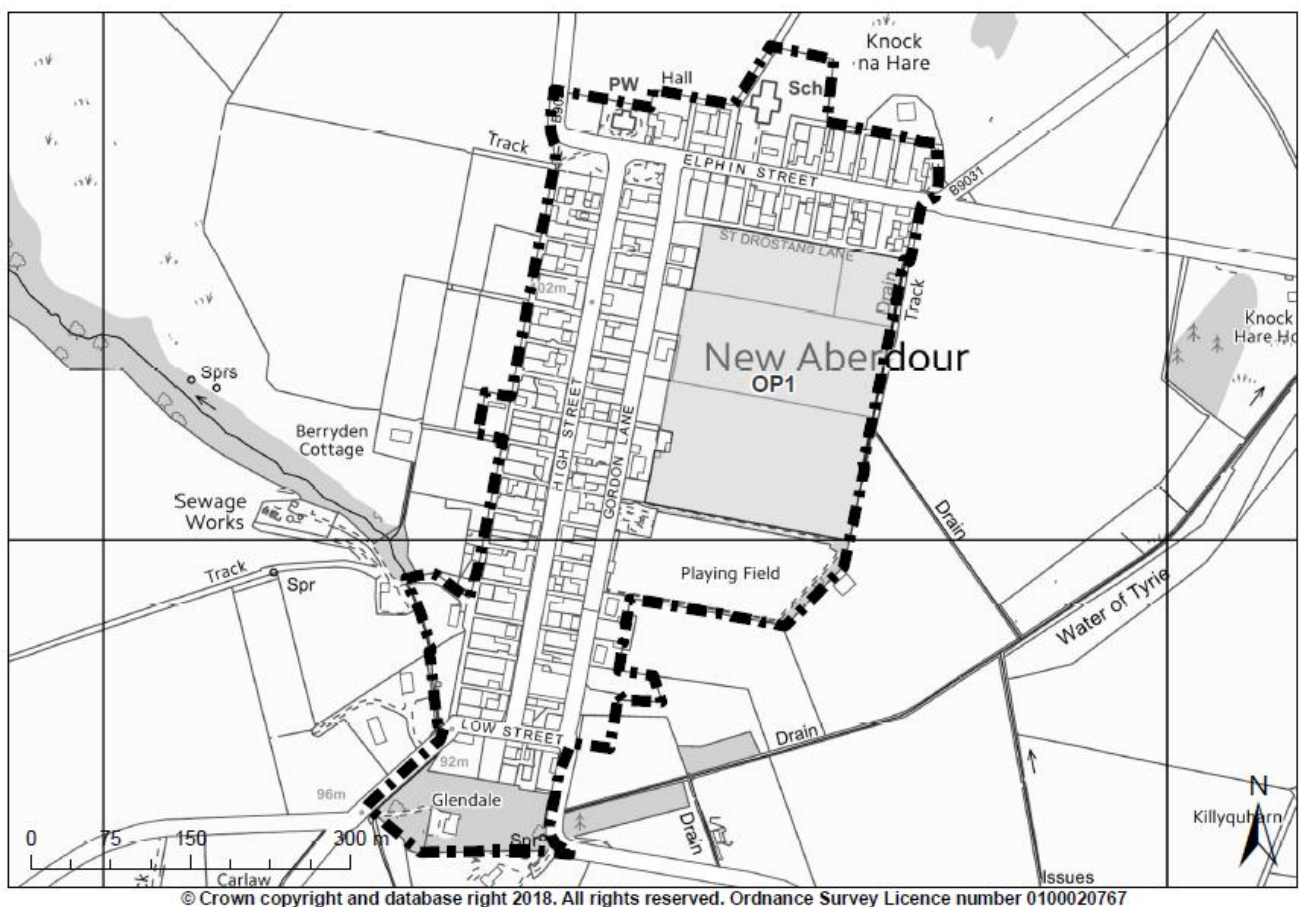 Knock
na Hare
PW
Hall
Sch
Track
ELPHIN STREET
B9031
ST DROSTANG LANE
102m
Drain
Track
Knock
Hare Ho
New Aberdour
OP1
Sprs
HIGH STREET
GORDON LANE
Berryden
Cottage
Sewage
Works
Drain
Track
Spr
Playing Field
Water of Tyrie
LOW STREET
Drain
92m
96m
Glendale
N
Killyquharn
0 75 150 300 m
Spr
Drain
Carlaw
Issues
© Crown copyright and database right 2018. All rights reserved. Ordnance Survey Licence number 0100020767